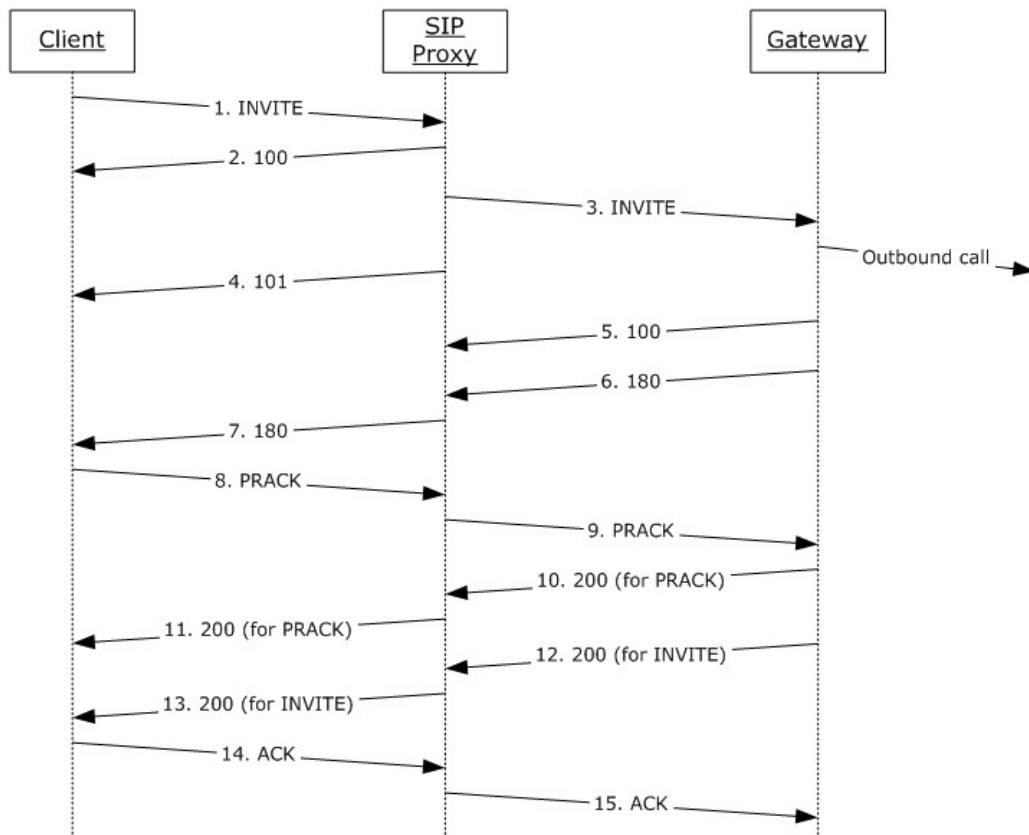 Client
SIP
Proxy
Gateway
1. INVITE
2. 100
3. INVITE
Outbound call
4. 101
5. 100
6. 180
7. 180
8. PRACK
9. PRACK
10. 200 (for PRACK)
11. 200 (for PRACK)
12. 200 (for INVITE)
13. 200 (for INVITE)
14. ACK
15. ACK